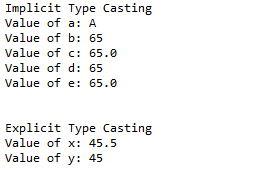 Implicit Type Casting
Value of a: A
Value of b: 65
Value of c: 65.0
Value of d: 65
Value of e: 65.0
Explicit Type Casting
Value of x: 45.5
Value of y: 45